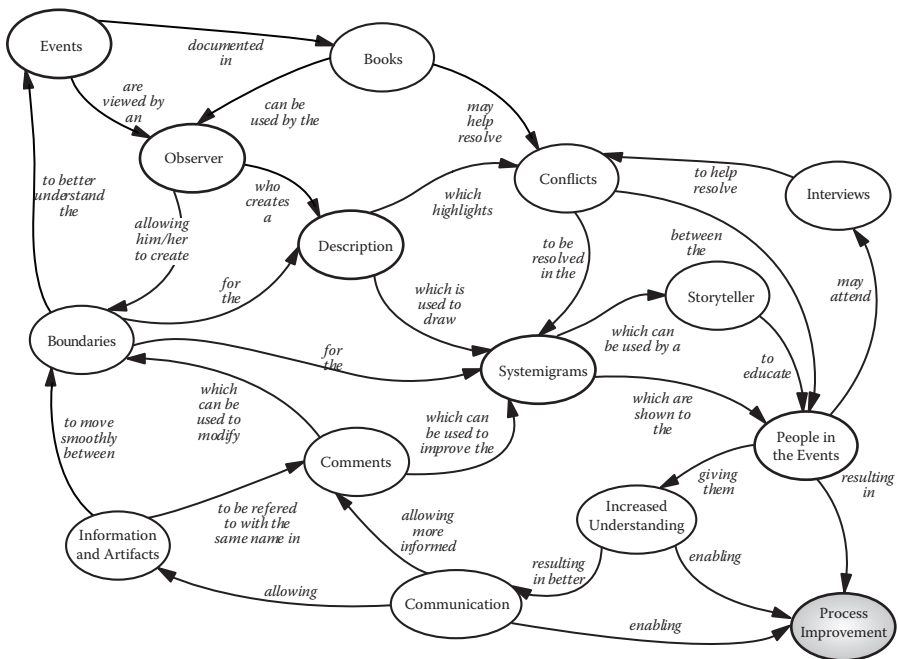 Events
documented
in
Books
are
viewed by
an
can be
used by the
may
help
resolve
Observer
who
creates
a
which
highlights
Conflicts
to help
resolve
Interviews
to better
understand
the
allowing
him/her
to create
Description
for
the
which is
used to
draw
to be
resolved
in the
between
the
Storyteller
may
attend
Boundaries
for
the
which can
be used by a
to
educate
Systemigrams
which
can be
used to
modify
which can
be used to
improve the
which are
shown to
the
People in
the Events
to move
smoothly
between
Comments
giving
them
resulting
in
to be refered
to with the
same name in
allowing
more
informed
Increased
Understanding
Information
and Artifacts
resulting
in better
enabling
allowing
Communication
enabling
Process
Improvement